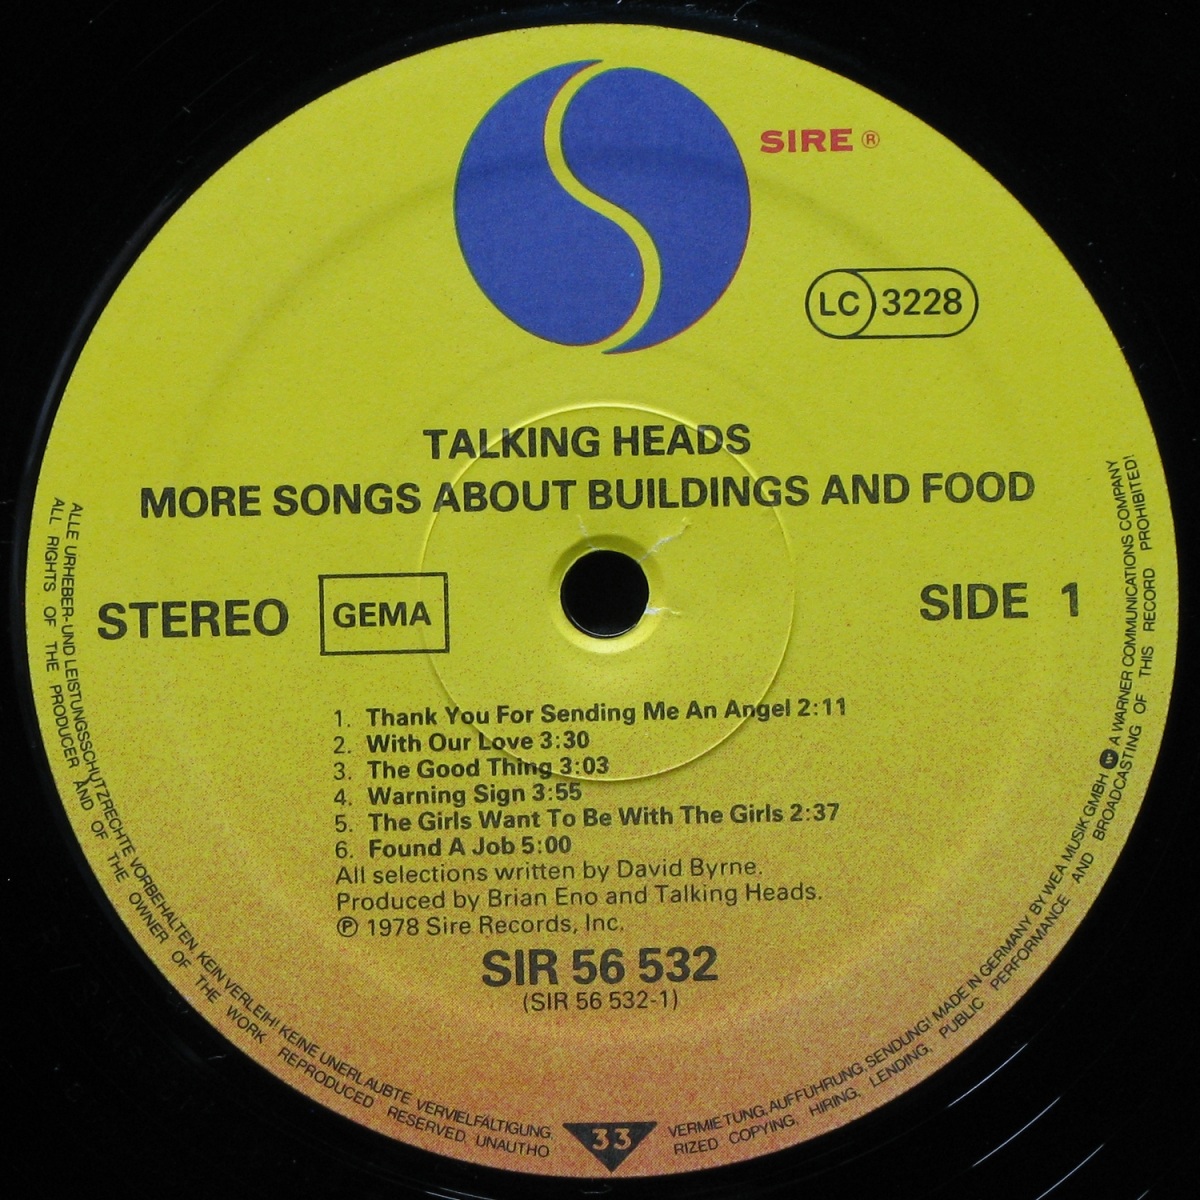 SIRE ®
LC 3228
TALKING HEADS
MORE SONGS ABOUT BUILDINGS AND FOOD
STEREO GEMA SIDE 1
1. Thank You For Sending Me An Angel 2:11
2. With Our Love 3:30
3. The Good Thing 3:03
4. Warning Sign 3:55
5. The Girls Want To Be With The Girls 2:37
6. Found A Job 5:00
All selections written by David Byrne.
Produced by Brian Eno and Talking Heads.
℗ 1978 Sire Records, Inc.
SIR 56 532
(SIR 56 532-1)
33
ALLE URHEBER- UND LEISTUNGSSCHUTZRECHTE VORBEHALTEN. KEIN VERLEIH! KEINE UNERLAUBTE VERVIELFÄLTIGUNG, VERMIETUNG, AUFFÜHRUNG, SENDUNG! MADE IN GERMANY BY WEA MUSIK GMBH A WARNER COMMUNICATIONS COMPANY
ALL RIGHTS OF THE PRODUCER AND OF THE OWNER OF THE WORK REPRODUCED RESERVED. UNAUTHORIZED COPYING, HIRING, LENDING, PUBLIC PERFORMANCE AND BROADCASTING OF THIS RECORD PROHIBITED!